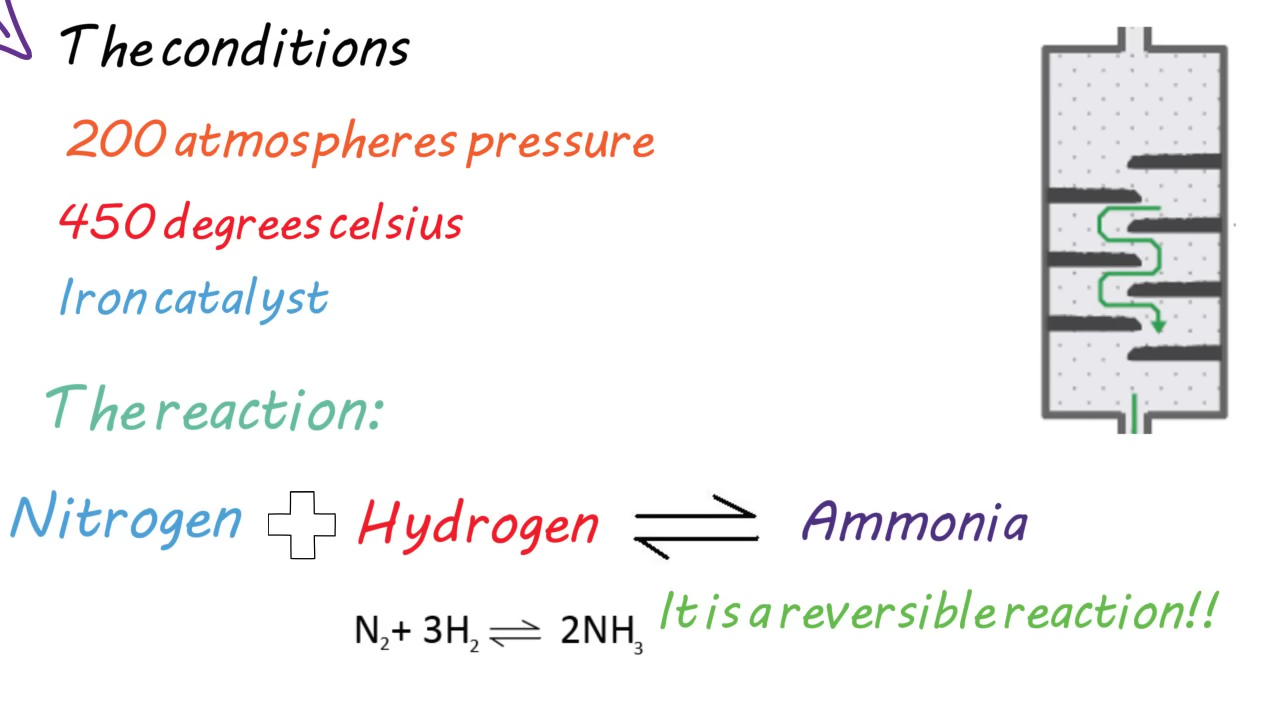 The conditions
200 atmospheres pressure
450 degrees celsius
Iron catalyst
The reaction:
Nitrogen + Hydrogen ⇌ Ammonia
It is a reversible reaction!!
N₂+ 3H₂ ⇌ 2NH₃